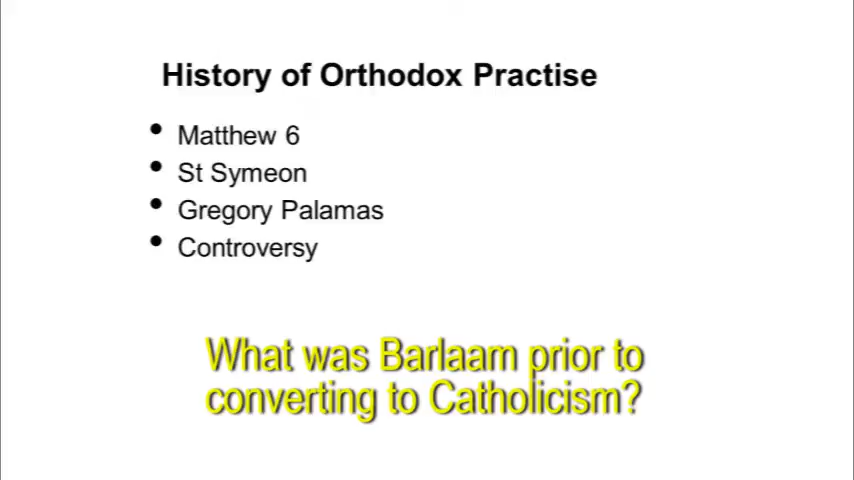 History of Orthodox Practise
• Matthew 6
• St Symeon
• Gregory Palamas
• Controversy
What was Barlaam prior to
converting to Catholicism?